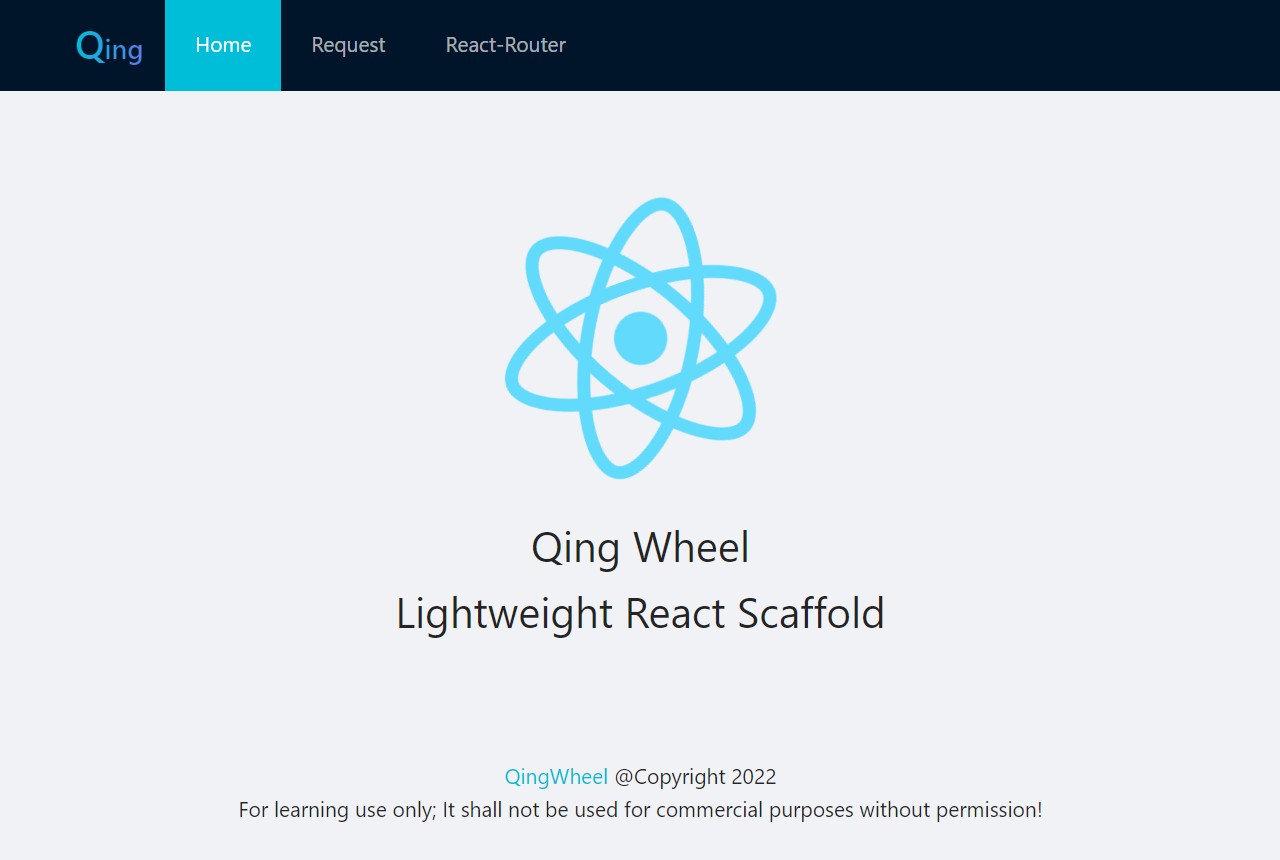 Qing
Home
Request
React-Router
Qing Wheel
Lightweight React Scaffold
QingWheel @Copyright 2022
For learning use only; It shall not be used for commercial purposes without permission!